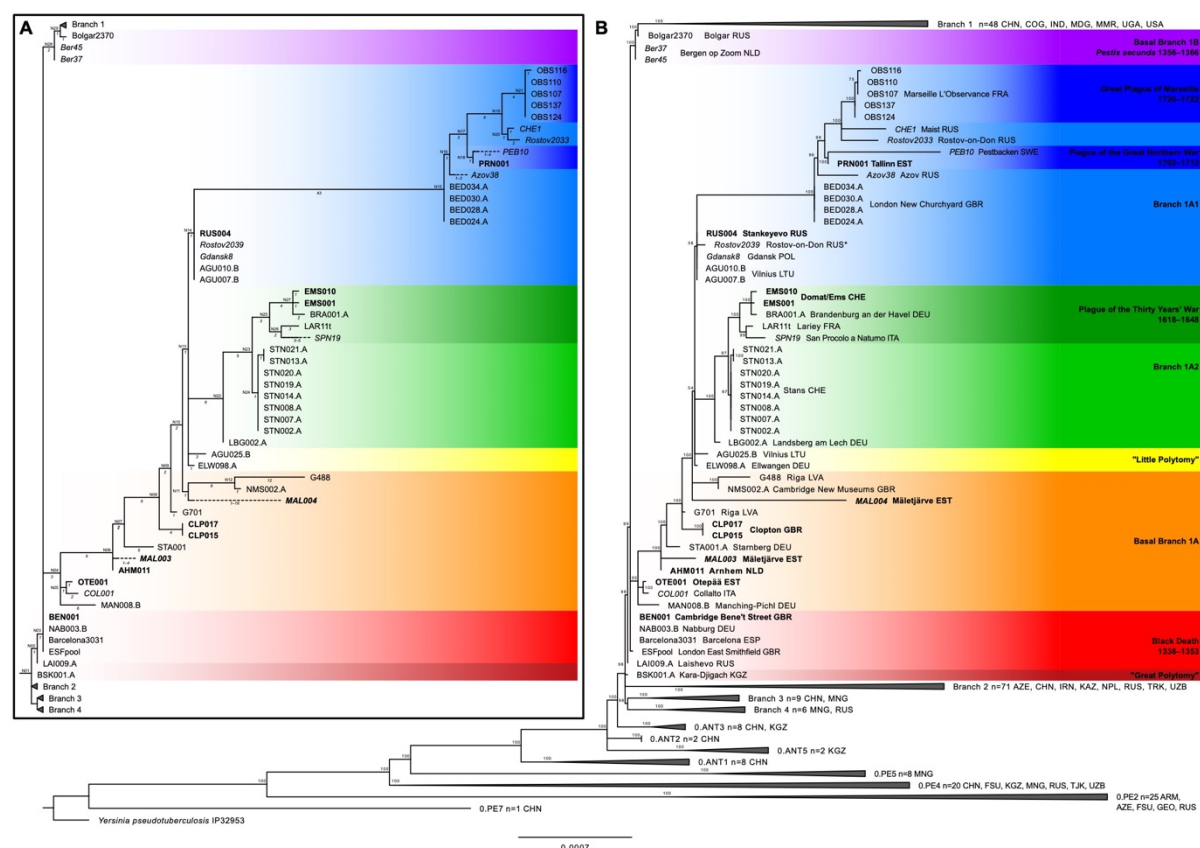 A
Branch 1
Bolgar2370
Ber45
Ber37
OBS116
OBS110
OBS107
OBS137
OBS124
CHE1
Rostov2033
PEB10
PRN001
Azov38
BED034.A
BED030.A
BED028.A
BED024.A
RUS004
Rostov2039
Gdansk8
AGU010.B
AGU007.B
EMS010
EMS001
BRA001.A
LAR11t
SPN19
STN021.A
STN013.A
STN020.A
STN019.A
STN014.A
STN008.A
STN007.A
STN002.A
LBG002.A
AGU025.B
ELW098.A
G488
NMS002.A
MAL004
G701
CLP017
CLP015
STA001
MAL003
AHM011
OTE001
COL001
MAN008.B
BEN001
NAB003.B
Barcelona3031
ESFpool
LAI009.A
BSK001.A
Branch 2
Branch 3
Branch 4
B
Branch 1 n=48 CHN, COG, IND, MDG, MMR, UGA, USA
Bolgar2370 Bolgar RUS
Ber37
Bergen op Zoom NLD
Ber45
Basal Branch 1B
Pestis secunda 1356–1366
OBS116
OBS110
OBS107 Marseille L'Observance FRA
OBS137
OBS124
Great Plague of Marseille
1720–1722
CHE1 Maist RUS
Rostov2033 Rostov-on-Don RUS
PEB10 Pestbacken SWE
PRN001 Tallinn EST
Plague of the Great Northern War
Azov38 Azov RUS
BED034.A
BED030.A
BED028.A
BED024.A
London New Churchyard GBR
Branch 1A1
RUS004 Stankeyevo RUS
Rostov2039 Rostov-on-Don RUS*
Gdansk8 Gdansk POL
AGU010.B
AGU007.B
Vilnius LTU
EMS010
EMS001
Domat/Ems CHE
BRA001.A Brandenburg an der Havel DEU
LAR11t Lariey FRA
SPN19 San Procolo a Naturno ITA
Plague of the Thirty Years' War
1618–1648
STN021.A
STN013.A
STN020.A
STN019.A
STN014.A
STN008.A
STN007.A
STN002.A
Stans CHE
LBG002.A Landsberg am Lech DEU
Branch 1A2
AGU025.B Vilnius LTU
ELW098.A Ellwangen DEU
"Little Polytomy"
G488 Riga LVA
NMS002.A Cambridge New Museums GBR
MAL004 Mäletjärve EST
G701 Riga LVA
CLP017
CLP015
Clopton GBR
STA001.A Starnberg DEU
MAL003 Mäletjärve EST
AHM011 Arnhem NLD
OTE001 Otepää EST
COL001 Collalto ITA
MAN008.B Manching-Pichl DEU
Basal Branch 1A
BEN001 Cambridge Bene't Street GBR
NAB003.B Nabburg DEU
Barcelona3031 Barcelona ESP
ESFpool London East Smithfield GBR
LAI009.A Laishevo RUS
Black Death
1338–1353
BSK001.A Kara-Djigach KGZ
"Great Polytomy"
Branch 2 n=71 AZE, CHN, IRN, KAZ, NPL, RUS, TRK, UZB
Branch 3 n=9 CHN, MNG
Branch 4 n=6 MNG, RUS
0.ANT3 n=8 CHN, KGZ
0.ANT2 n=2 CHN
0.ANT5 n=2 KGZ
0.ANT1 n=8 CHN
0.PE5 n=8 MNG
0.PE4 n=20 CHN, FSU, KGZ, MNG, RUS, TJK, UZB
0.PE2 n=25 ARM,
AZE, FSU, GEO, RUS
0.PE7 n=1 CHN
Yersinia pseudotuberculosis IP32953
0.0007